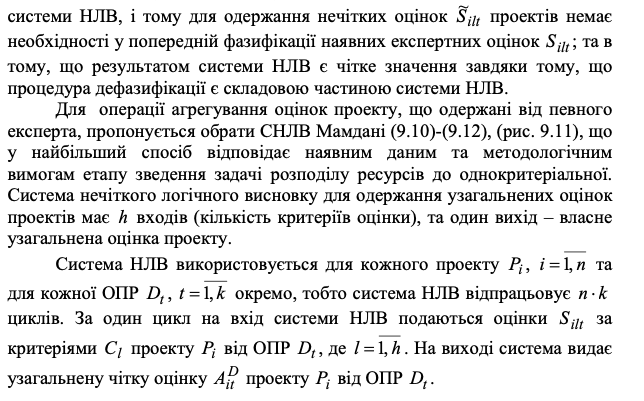 системи НЛВ, і тому для одержання нечітких оцінок S̃ᵢₗₜ проектів немає
необхідності у попередній фазифікації наявних експертних оцінок Sᵢₗₜ; та в
тому, що результатом системи НЛВ є чітке значення завдяки тому, що
процедура дефазифікації є складовою частиною системи НЛВ.
Для операції агрегування оцінок проекту, що одержані від певного
експерта, пропонується обрати СНЛВ Мамдані (9.10)-(9.12), (рис. 9.11), що
у найбільший спосіб відповідає наявним даним та методологічним
вимогам етапу зведення задачі розподілу ресурсів до однокритеріальної.
Система нечіткого логічного висновку для одержання узагальнених оцінок
проектів має h входів (кількість критеріїв оцінки), та один вихід – власне
узагальнена оцінка проекту.
Система НЛВ використовується для кожного проекту Pᵢ, i = 1,n та
для кожної ОПР Dₜ, t = 1,k окремо, тобто система НЛВ відпрацьовує n·k
циклів. За один цикл на вхід системи НЛВ подаються оцінки Sᵢₗₜ за
критеріями Cₗ проекту Pᵢ від ОПР Dₜ, де l = 1,h. На виході система видає
узагальнену чітку оцінку Aᵢₜᴰ проекту Pᵢ від ОПР Dₜ.